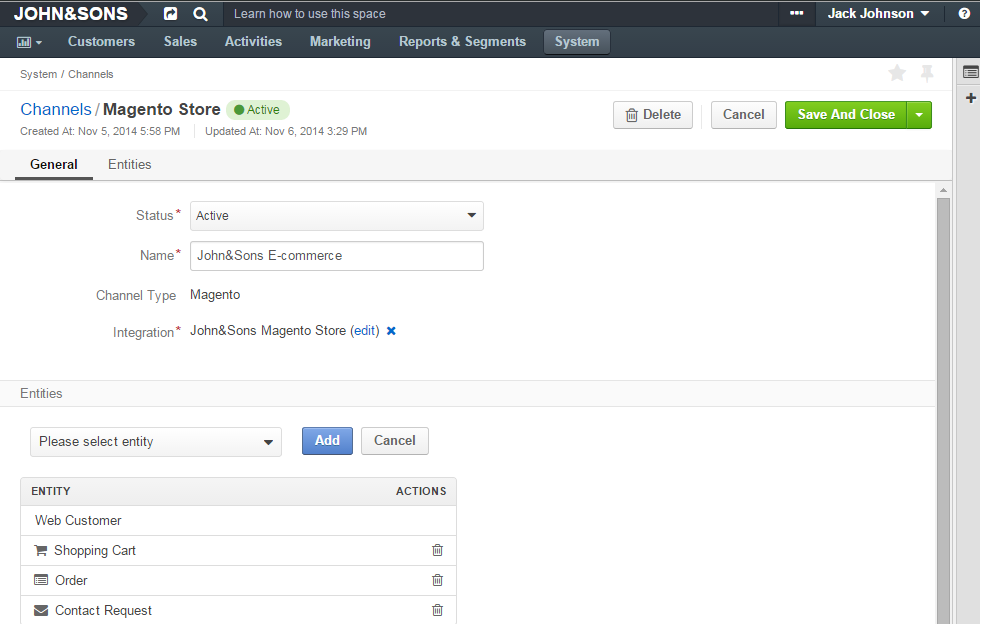 JOHN&SONS Learn how to use this space ••• Jack Johnson ?
Customers Sales Activities Marketing Reports & Segments System
System / Channels
Channels / Magento Store Active Delete Cancel Save And Close
Created At: Nov 5, 2014 5:58 PM Updated At: Nov 6, 2014 3:29 PM
General Entities
Status* Active
Name* John&Sons E-commerce
Channel Type Magento
Integration* John&Sons Magento Store (edit) ×
Entities
Please select entity Add Cancel
ENTITY ACTIONS
Web Customer
Shopping Cart
Order
Contact Request